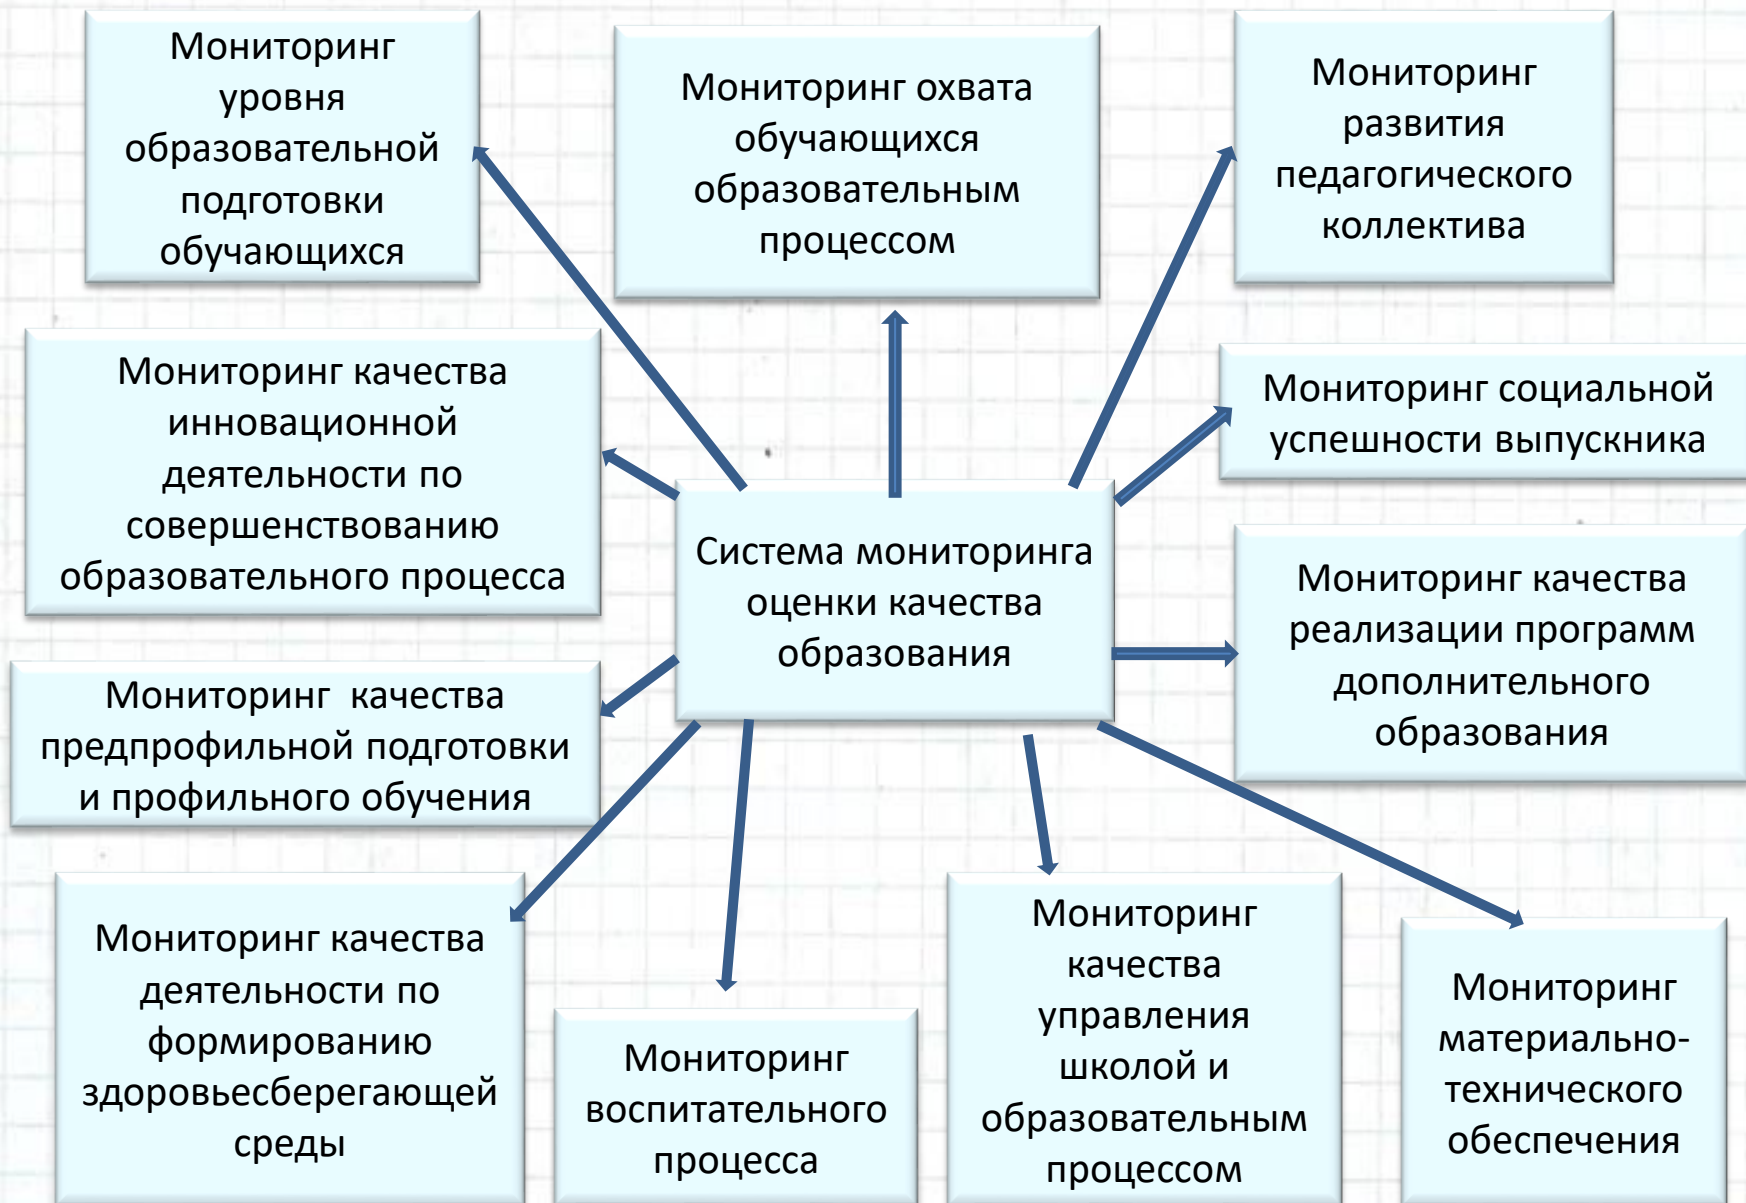 Мониторинг
уровня
образовательной
подготовки
обучающихся
Мониторинг охвата
обучающихся
образовательным
процессом
Мониторинг
развития
педагогического
коллектива
Мониторинг качества
инновационной
деятельности по
совершенствованию
образовательного процесса
Мониторинг социальной
успешности выпускника
Система мониторинга
оценки качества
образования
Мониторинг качества
реализации программ
дополнительного
образования
Мониторинг качества
предпрофильной подготовки
и профильного обучения
Мониторинг качества
деятельности по
формированию
здоровьесберегающей
среды
Мониторинг
воспитательного
процесса
Мониторинг
качества
управления
школой и
образовательным
процессом
Мониторинг
материально-
технического
обеспечения